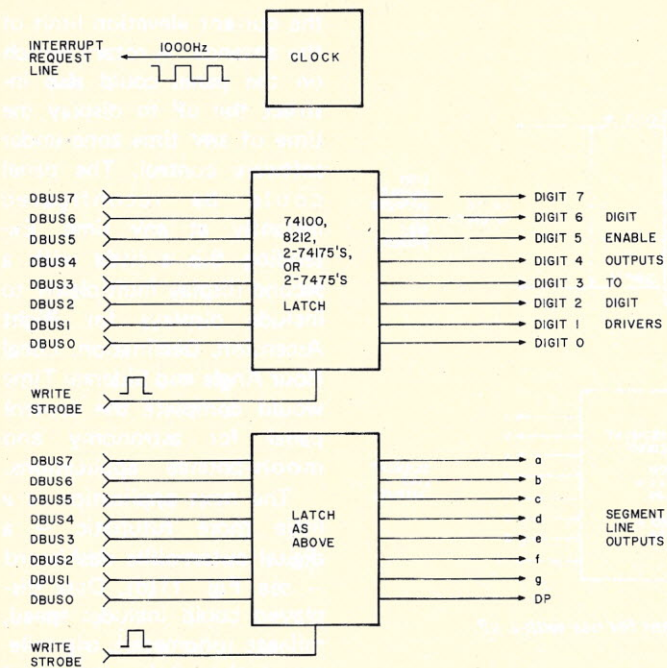 INTERRUPT
REQUEST
LINE
1000Hz
CLOCK
DBUS7
DBUS6
DBUS5
DBUS4
DBUS3
DBUS2
DBUS1
DBUS0
WRITE
STROBE
74100,
8212,
2-74175'S,
OR
2-7475'S
LATCH
DIGIT 7
DIGIT 6 DIGIT
DIGIT 5 ENABLE
DIGIT 4 OUTPUTS
DIGIT 3 TO
DIGIT 2 DIGIT
DIGIT 1 DRIVERS
DIGIT 0
DBUS7
DBUS6
DBUS5
DBUS4
DBUS3
DBUS2
DBUS1
DBUS0
WRITE
STROBE
LATCH
AS
ABOVE
a
b
c
d
e
f
g
DP
SEGMENT
LINE
OUTPUTS